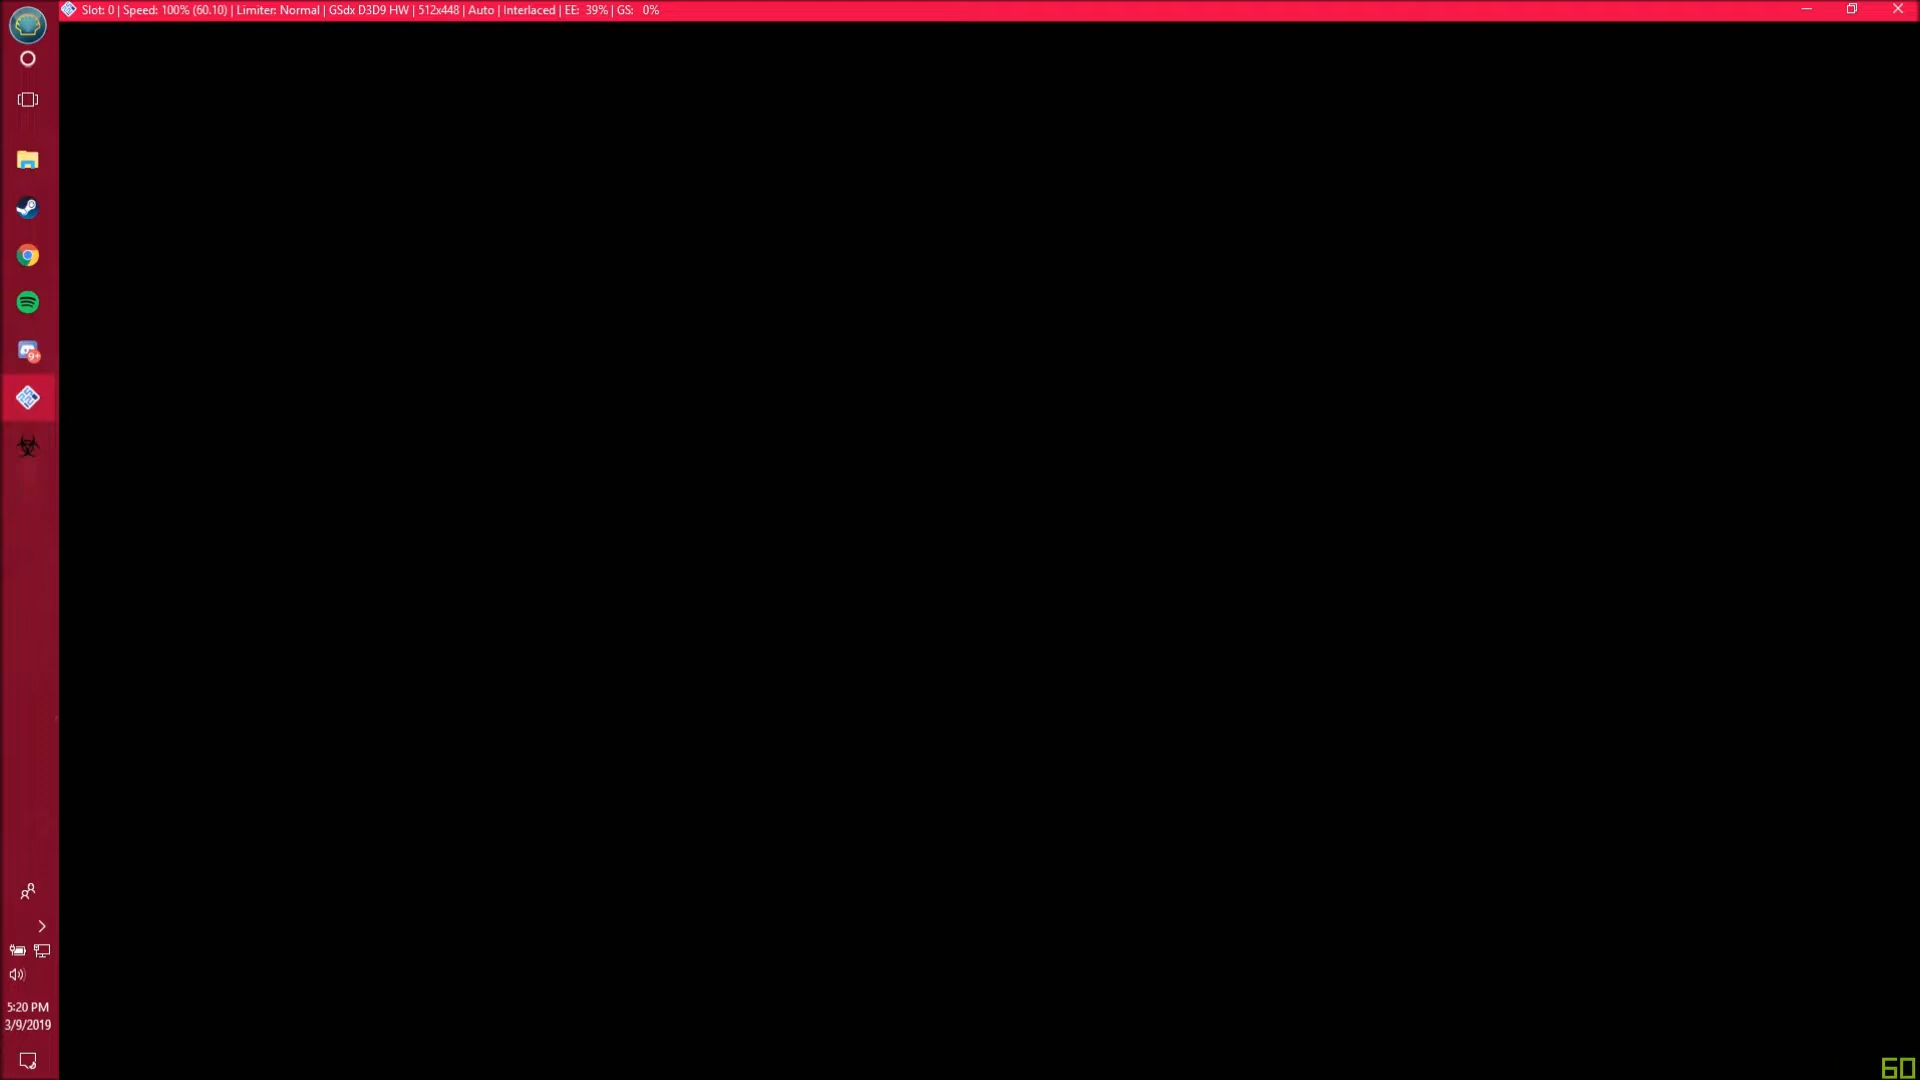 Slot: 0 | Speed: 100% (60.10) | Limiter: Normal | GSdx D3D9 HW | 512x448 | Auto | Interlaced | EE:  39% | GS:   0%
9+
5:20 PM
3/9/2019
60